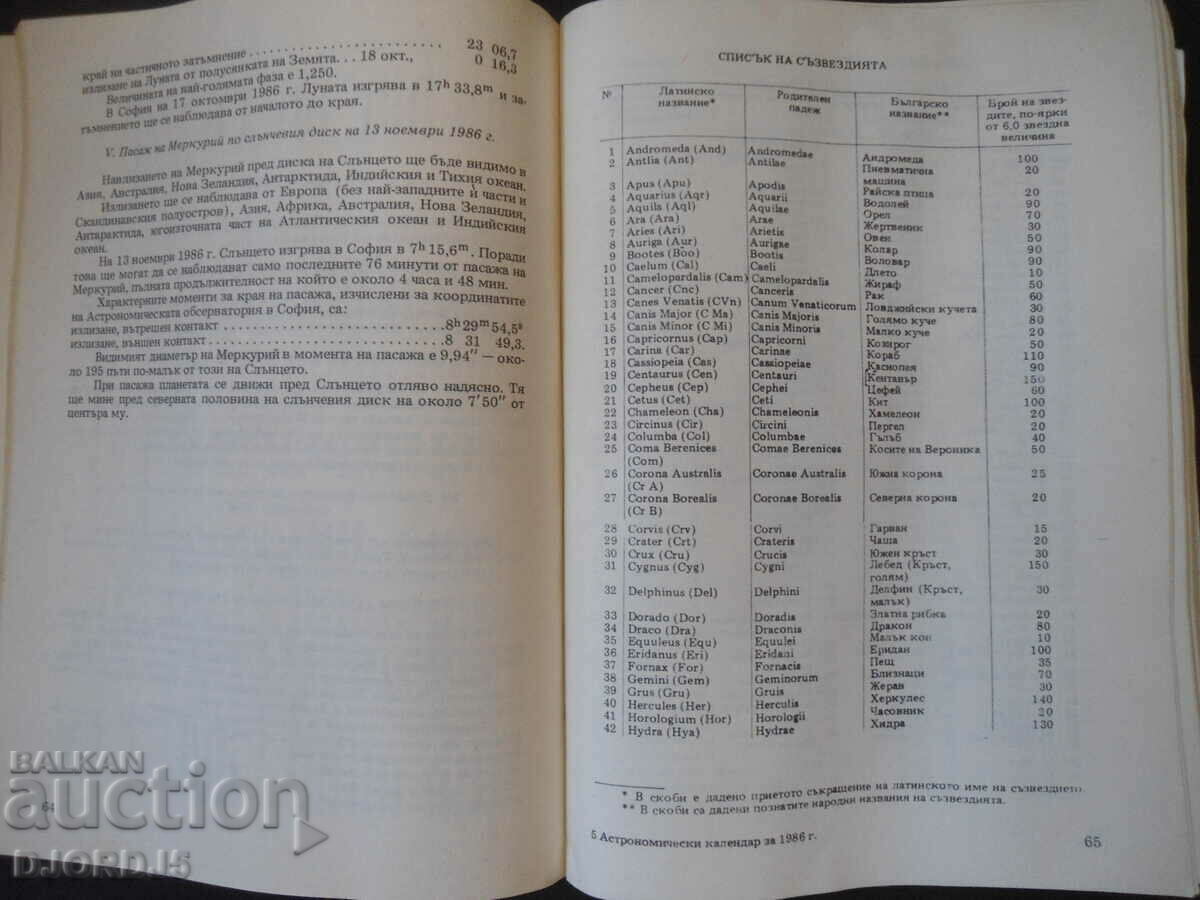 край на частичното затъмнение . . . . . . . . . . . . . . . . . . . . . . . 23 06,7
излизане на Луната от полусянката на Земята. . . 18 окт., 0 16,3
Величината на най-голямата фаза е 1,250.
В София на 17 октомври 1986 г. Луната изгрява в 17h 33,8m и за-
тъмнението ще се наблюдава от началото до края.
V. Пасаж на Меркурий по слънчевия диск на 13 ноември 1986 г.
Навлизането на Меркурий пред диска на Слънцето ще бъде видимо в
Азия, Австралия, Нова Зеландия, Антарктида, Индийския и Тихия океан.
Излизането ще се наблюдава от Европа (без най-западните ѝ части и
Скандинавския полуостров), Азия, Африка, Австралия, Нова Зеландия,
Антарктида, югоизточната част на Атлантическия океан и Индийския
океан.
На 13 ноември 1986 г. Слънцето изгрява в София в 7h 15,6m. Поради
това ще могат да се наблюдават само последните 76 минути от пасажа на
Меркурий, пълната продължителност на който е около 4 часа и 48 мин.
Характерните моменти за края на пасажа, изчислени за координатите
на Астрономическата обсерватория в София, са:
излизане, вътрешен контакт . . . . . . . . . . . . . . . . . . . . . . . .8h29m54,5s
излизане, външен контакт . . . . . . . . . . . . . . . . . . . . . . . . .8 31 49,3.
Видимият диаметър на Меркурий в момента на пасажа е 9,94" — око-
ло 195 пъти по-малък от този на Слънцето.
При пасажа планетата се движи пред Слънцето отляво надясно. Тя
ще мине пред северната половина на слънчевия диск на около 7'50" от
центъра му.
64
СПИСЪК НА СЪЗВЕЗДИЯТА
№ Латинско название* Родителен падеж Българско название** Брой на звез-
дите, по-ярки
от 6,0 звездна
величина
1 Andromeda (And) Andromedae Андромеда 100
2 Antlia (Ant) Antilae Пневматична 20
машина
3 Apus (Apu) Apodis Райска птица 20
4 Aquarius (Aqr) Aquarii Водолей 90
5 Aquila (Aql) Aquilae Орел 70
6 Ara (Ara) Arae Жертвеник 30
7 Aries (Ari) Arietis Овен 50
8 Auriga (Aur) Aurigae Колар 90
9 Bootes (Boo) Bootis Воловар 90
10 Caelum (Cal) Caeli Длето 10
11 Camelopardalis (Cam) Camelopardalis Жираф 50
12 Cancer (Cnc) Canceris Рак 60
13 Canes Venatis (CVn) Canum Venaticorum Ловджийски кучета 30
14 Canis Major (C Ma) Canis Majoris Голямо куче 80
15 Canis Minor (C Mi) Canis Minoris Малко куче 20
16 Capricornus (Cap) Capricorni Козирог 50
17 Carina (Car) Carinae Кораб 110
18 Cassiopeia (Cas) Cassiopeiae Касиопея 90
19 Centaurus (Cen) Centauri Кентавър 150
20 Cepheus (Cep) Cephei Цефей 60
21 Cetus (Cet) Ceti Кит 100
22 Chameleon (Cha) Chameleonis Хамелеон 20
23 Circinus (Cir) Circini Пергел 20
24 Columba (Col) Columbae Гълъб 40
25 Coma Berenices Comae Berenices Косите на Вероника 50
(Com)
26 Corona Australis Coronae Australis Южна корона 25
(Cr A)
27 Corona Borealis Coronae Borealis Северна корона 20
(Cr B)
28 Corvis (Crv) Corvi Гарван 15
29 Crater (Crt) Crateris Чаша 20
30 Crux (Cru) Crucis Южен кръст 30
31 Cygnus (Cyg) Cygni Лебед (Кръст, 150
голям)
32 Delphinus (Del) Delphini Делфин (Кръст, 30
малък)
33 Dorado (Dor) Doradis Златна рибка 20
34 Draco (Dra) Draconis Дракон 80
35 Equuleus (Equ) Equulei Малък кон 10
36 Eridanus (Eri) Eridani Еридан 100
37 Fornax (For) Fornacis Пещ 35
38 Gemini (Gem) Geminorum Близнаци 70
39 Grus (Gru) Gruis Жерав 30
40 Hercules (Her) Herculis Херкулес 140
41 Horologium (Hor) Horologii Часовник 20
42 Hydra (Hya) Hydrae Хидра 130
* В скоби е дадено приетото съкращение на латинското име на съзвездието.
** В скоби са дадени познатите народни названия на съзвездията.
5 Астрономически календар за 1986 г. 65
BALKAN
auction
DJORD.15